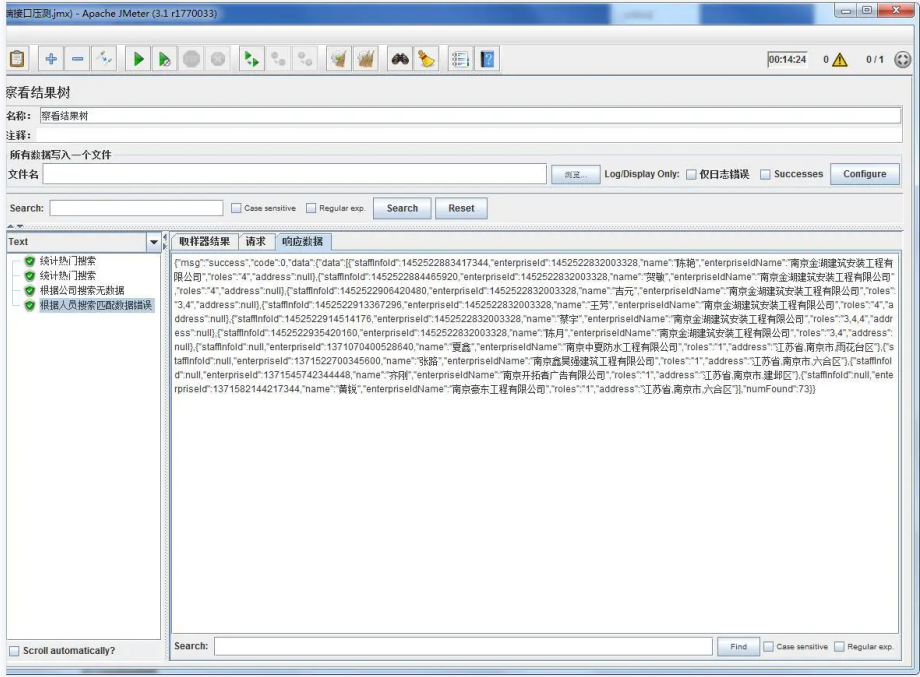 端接口压测.jmx) - Apache JMeter (3.1 r1770033)
00:14:24 0 0 / 1
察看结果树
名称： 察看结果树
注释：
所有数据写入一个文件
文件名 浏览... Log/Display Only: 仅日志错误 Successes Configure
Search: Case sensitive Regular exp. Search Reset
Text
统计热门搜索
统计热门搜索
根据公司搜索无数据
根据人员搜索匹配数据错误
Scroll automatically?
取样器结果 请求 响应数据
{"msg":"success","code":0,"data":{"data":[{"staffInfoId":1452522883417344,"enterpriseId":1452522832003328,"name":"陈艳","enterpriseIdName":"南京金湖建筑安装工程有
限公司","roles":"4","address":null},{"staffInfoId":1452522884465920,"enterpriseId":1452522832003328,"name":"贺敏","enterpriseIdName":"南京金湖建筑安装工程有限公司"
,"roles":"4","address":null},{"staffInfoId":1452522906420480,"enterpriseId":1452522832003328,"name":"吉元","enterpriseIdName":"南京金湖建筑安装工程有限公司","roles":
"3,4","address":null},{"staffInfoId":1452522913367296,"enterpriseId":1452522832003328,"name":"王芳","enterpriseIdName":"南京金湖建筑安装工程有限公司","roles":"4","a
ddress":null},{"staffInfoId":1452522914514176,"enterpriseId":1452522832003328,"name":"蔡宇","enterpriseIdName":"南京金湖建筑安装工程有限公司","roles":"3,4,4","addr
ess":null},{"staffInfoId":1452522935420160,"enterpriseId":1452522832003328,"name":"陈月","enterpriseIdName":"南京金湖建筑安装工程有限公司","roles":"3,4","address":
null},{"staffInfoId":null,"enterpriseId":1371070400528640,"name":"夏鑫","enterpriseIdName":"南京中夏防水工程有限公司","roles":"1","address":"江苏省,南京市,雨花台区"},{"s
taffInfoId":null,"enterpriseId":1371522700345600,"name":"张路","enterpriseIdName":"南京鑫昊强建筑工程有限公司","roles":"1","address":"江苏省,南京市,六合区"},{"staffInfoI
d":null,"enterpriseId":1371545742344448,"name":"齐刚","enterpriseIdName":"南京开拓者广告有限公司","roles":"1","address":"江苏省,南京市,建邺区"},{"staffInfoId":null,"ente
rpriseId":1371582144217344,"name":"黄锐","enterpriseIdName":"南京豪东工程有限公司","roles":"1","address":"江苏省,南京市,六合区"}],"numFound":73}}
Search: Find Case sensitive Regular exp.